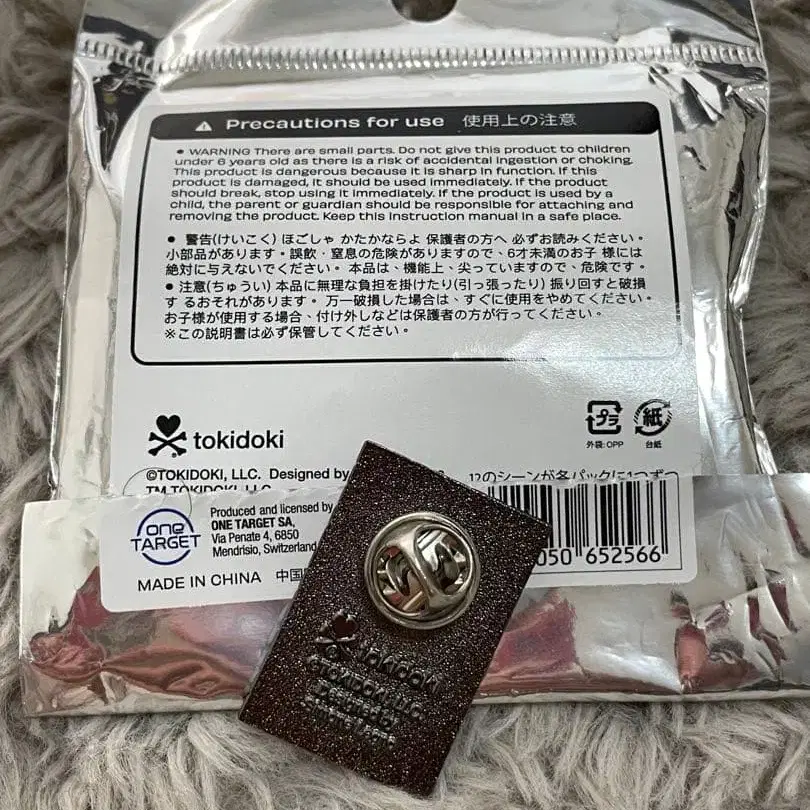 Precautions for use 使用上の注意
• WARNING There are small parts. Do not give this product to children
under 6 years old as there is a risk of accidental ingestion or choking.
This product is dangerous because it is sharp in function. If this
product is damaged, it should be used immediately. If the product
should break, stop using it immediately. If the product is used by a
child, the parent or guardian should be responsible for attaching and
removing the product. Keep this instruction manual in a safe place.
• 警告(けいこく) ほごしゃ かたかならよ 保護者の方へ 必ずお読みください。
小部品があります。誤飲・窒息の危険がありますので、6才未満のお子 様には
絶対に与えないでください。 本品は、機能上、尖っていますので、危険です。
• 注意(ちゅうい) 本品に無理な負担を掛けたり(引っ張ったり) 振り回すと破損
す るおそれがあります。 万一破損した場合は、すぐに使用をやめてください。
お子様が使用する場合、付け外しなどは保護者の方が行ってください。
※この説明書は必ず保管してください。
tokidoki
プラ 紙
外袋:OPP 台紙
©TOKIDOKI, LLC. Designed by
12のシーンが各パックに1つずつ
TM TOKIDOKI, LLC
one
TARGET
Produced and licensed by
ONE TARGET SA,
Via Penate 4, 6850
Mendrisio, Switzerland
050 652566
MADE IN CHINA 中国
tokidoki
©TOKIDOKI, LLC.
Designed by
Simone Legno